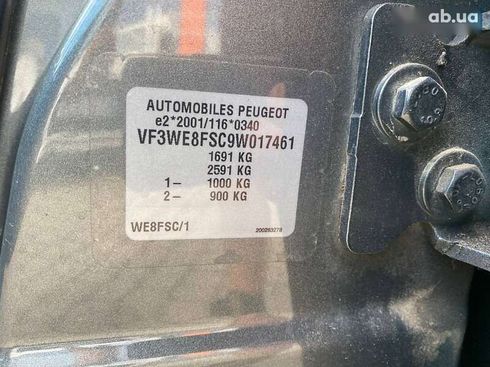 ab.ua
AUTOMOBILES PEUGEOT
e2*2001/116*0340
VF3WE8FSC9W017461
1691 KG
2591 KG
1– 1000 KG
2– 900 KG
WE8FSC/1
200263278